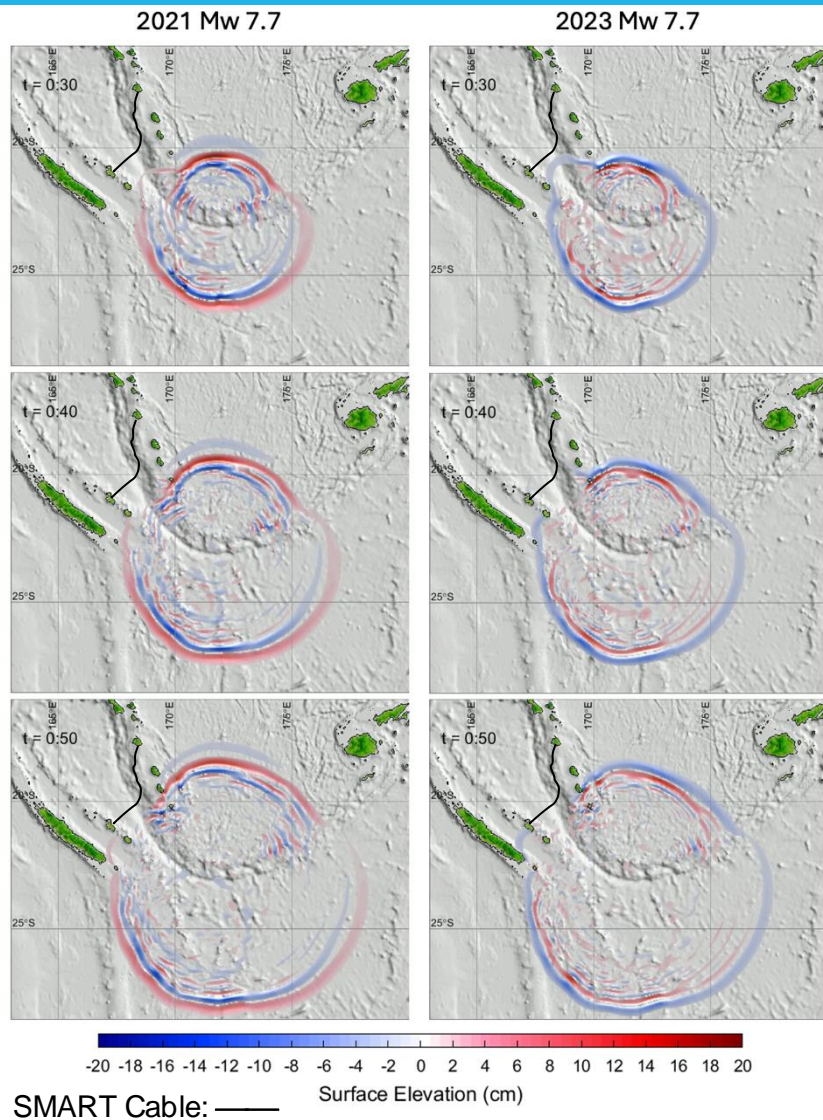 2021 Mw 7.7
2023 Mw 7.7
165°E
170°E
175°E
t = 0:30
20°S
25°S
165°E
170°E
175°E
t = 0:30
20°S
25°S
165°E
170°E
175°E
t = 0:40
20°S
25°S
165°E
170°E
175°E
t = 0:40
20°S
25°S
165°E
170°E
175°E
t = 0:50
20°S
25°S
165°E
170°E
175°E
t = 0:50
20°S
25°S
-20 -18 -16 -14 -12 -10 -8 -6 -4 -2 0 2 4 6 8 10 12 14 16 18 20
Surface Elevation (cm)
SMART Cable: